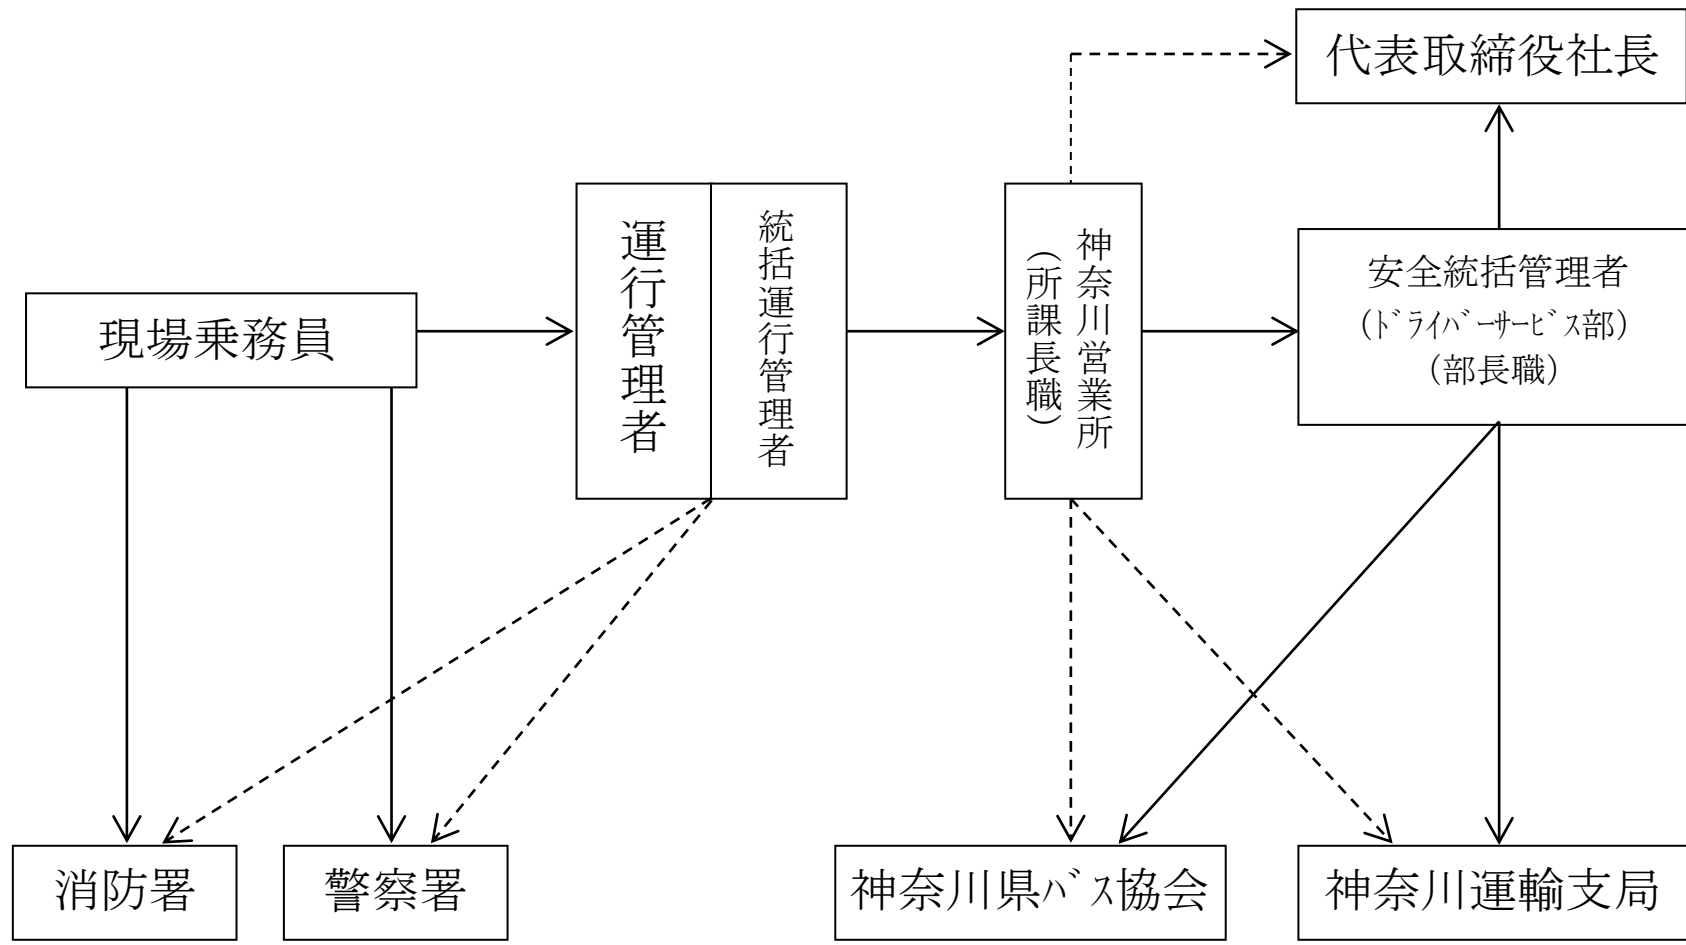 代表取締役社長
現場乗務員
運行管理者
統括運行管理者
神奈川営業所
（所課長職）
安全統括管理者
（ﾄﾞﾗｲﾊﾞｰｻｰﾋﾞｽ部）
（部長職）
消防署
警察署
神奈川県ﾊﾞｽ協会
神奈川運輸支局